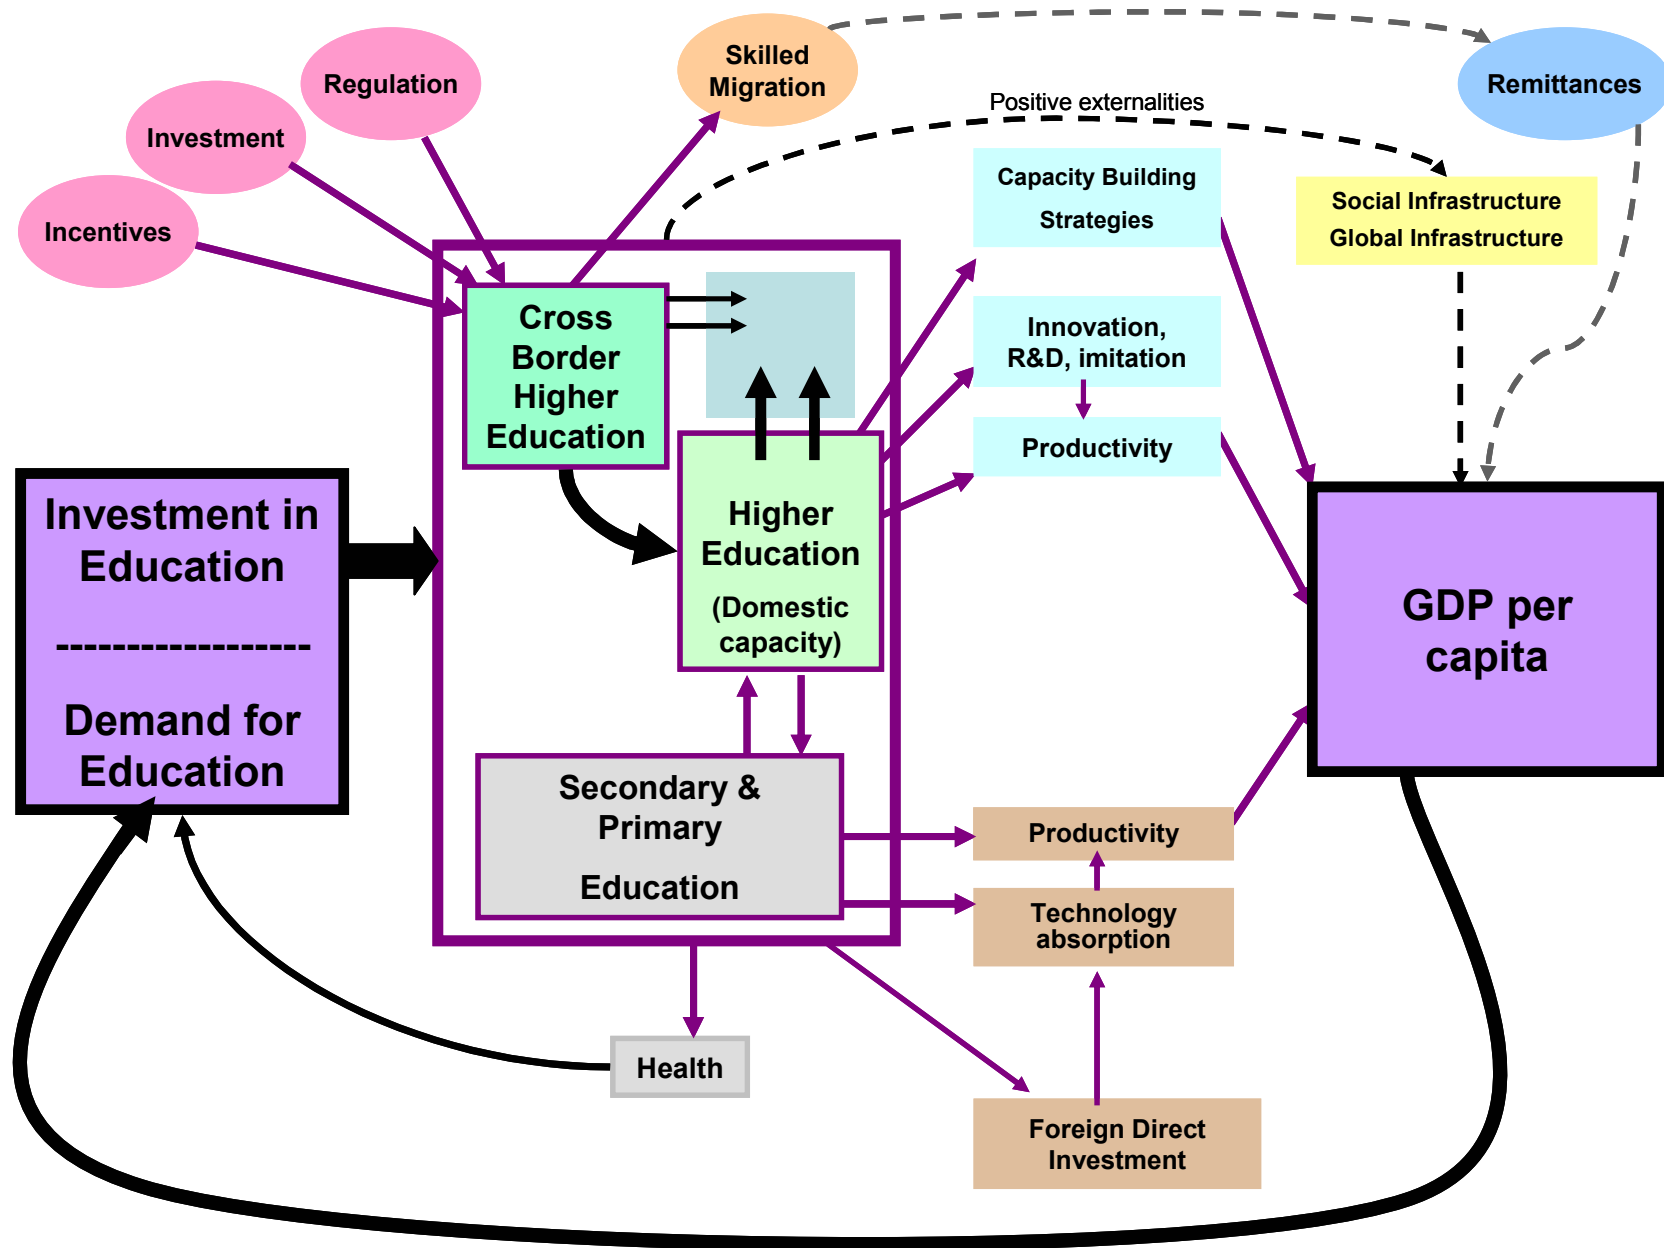 Skilled
Migration
Regulation
Remittances
Positive externalities
Investment
Incentives
Capacity Building
Strategies
Social Infrastructure
Global Infrastructure
Cross
Border
Higher
Education
Innovation,
R&D, imitation
Productivity
Investment in
Education
------------------
Demand for
Education
Higher
Education
(Domestic
capacity)
GDP per
capita
Secondary &
Primary
Education
Productivity
Technology
absorption
Health
Foreign Direct
Investment